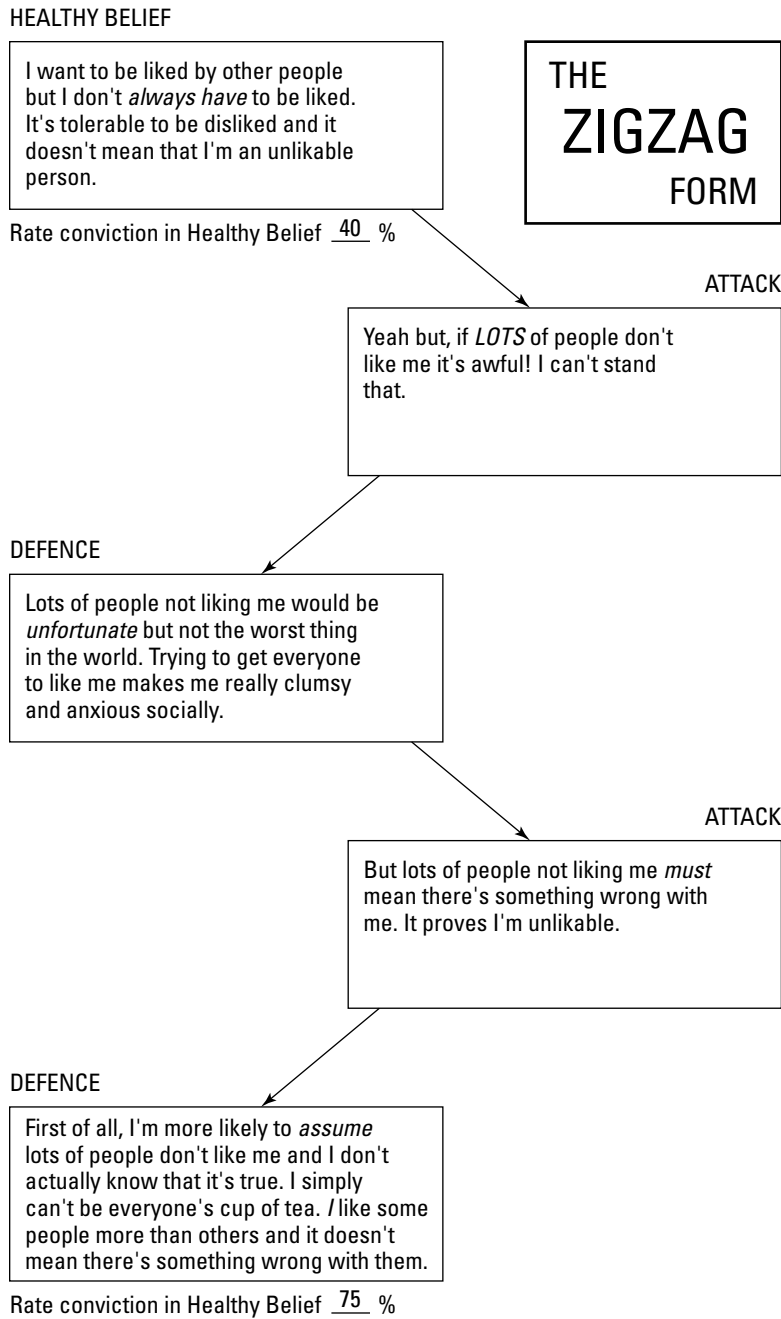 HEALTHY BELIEF
I want to be liked by other people
but I don't always have to be liked.
It's tolerable to be disliked and it
doesn't mean that I'm an unlikable
person.
THE
ZIGZAG
FORM
Rate conviction in Healthy Belief 40 %
ATTACK
Yeah but, if LOTS of people don't
like me it's awful! I can't stand
that.
DEFENCE
Lots of people not liking me would be
unfortunate but not the worst thing
in the world. Trying to get everyone
to like me makes me really clumsy
and anxious socially.
ATTACK
But lots of people not liking me must
mean there's something wrong with
me. It proves I'm unlikable.
DEFENCE
First of all, I'm more likely to assume
lots of people don't like me and I don't
actually know that it's true. I simply
can't be everyone's cup of tea. I like some
people more than others and it doesn't
mean there's something wrong with them.
Rate conviction in Healthy Belief 75 %